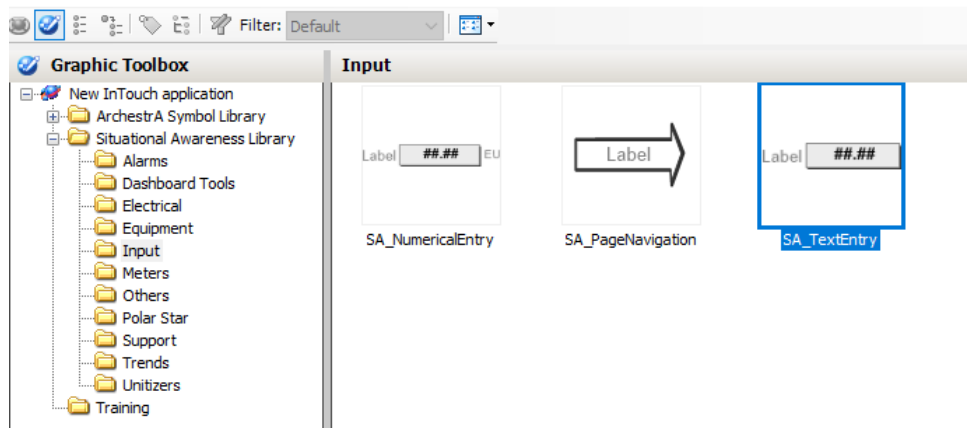 Filter: Default
Graphic Toolbox
New InTouch application
ArchestrA Symbol Library
Situational Awareness Library
Alarms
Dashboard Tools
Electrical
Equipment
Input
Meters
Others
Polar Star
Support
Trends
Unitizers
Training
Input
Label ##.## EU
SA_NumericalEntry
Label
SA_PageNavigation
Label ##.##
SA_TextEntry